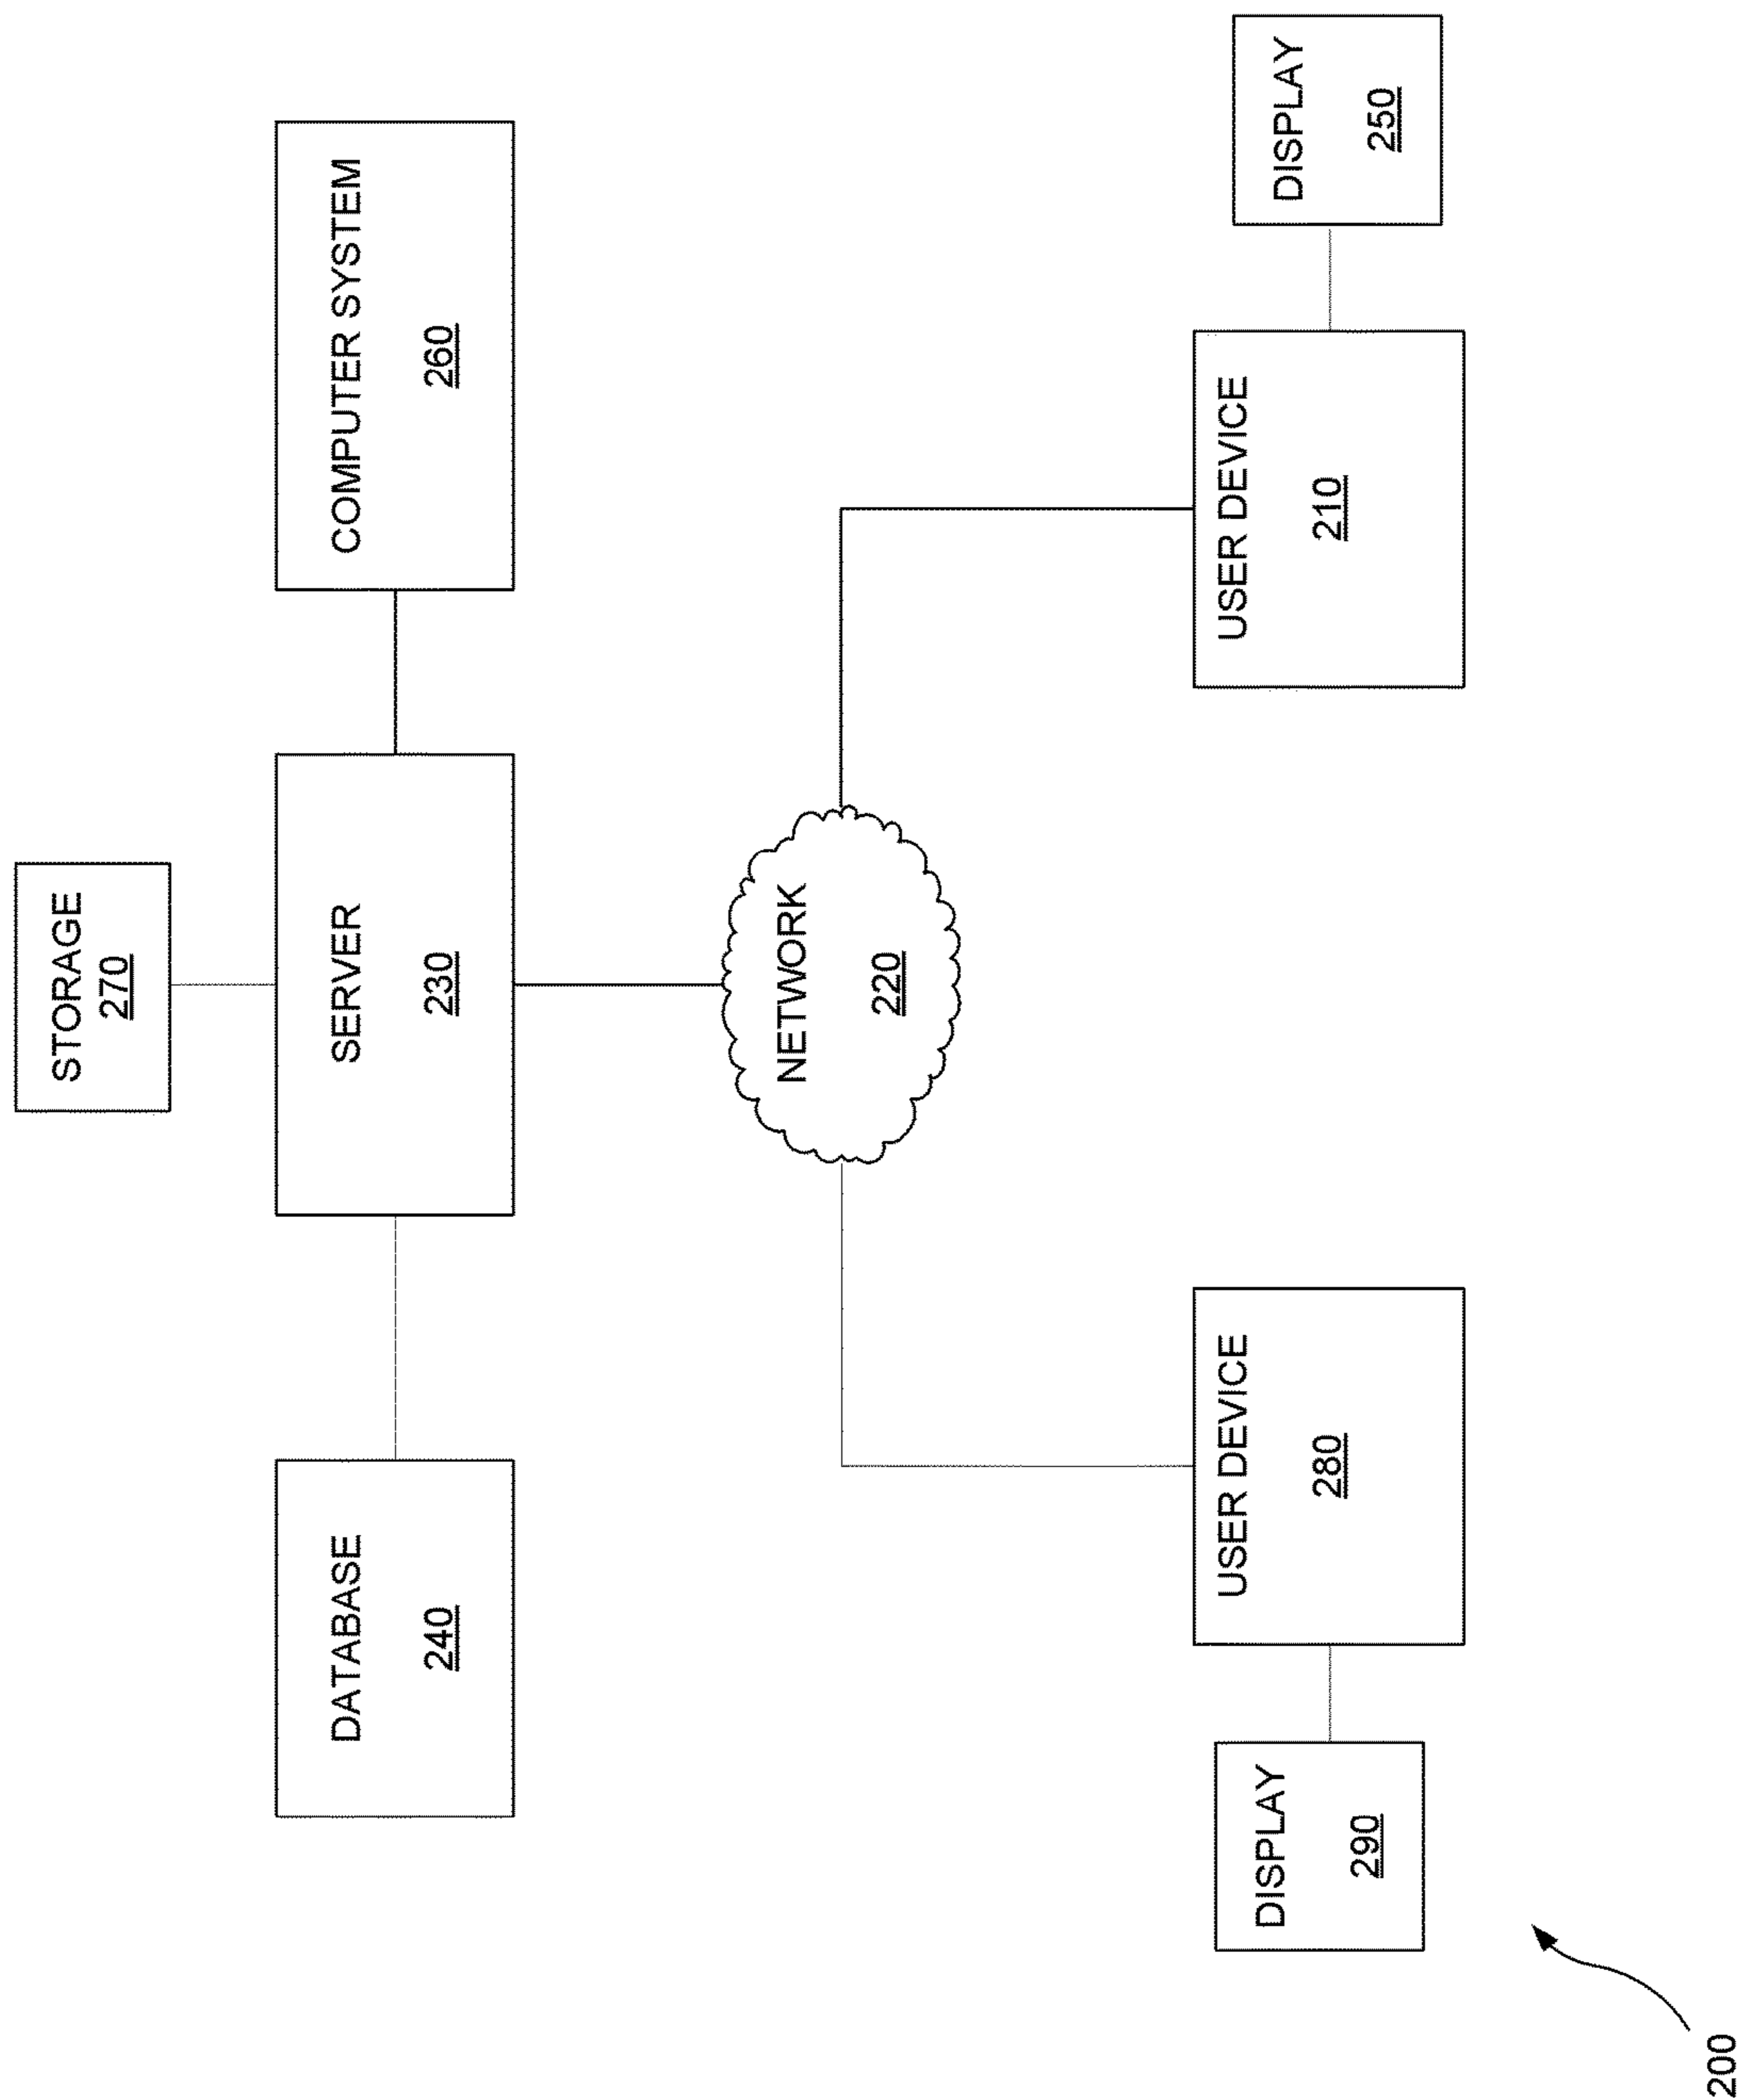 STORAGE
270
DATABASE
240
SERVER
230
COMPUTER SYSTEM
260
NETWORK
220
DISPLAY
290
USER DEVICE
280
USER DEVICE
210
DISPLAY
250
200